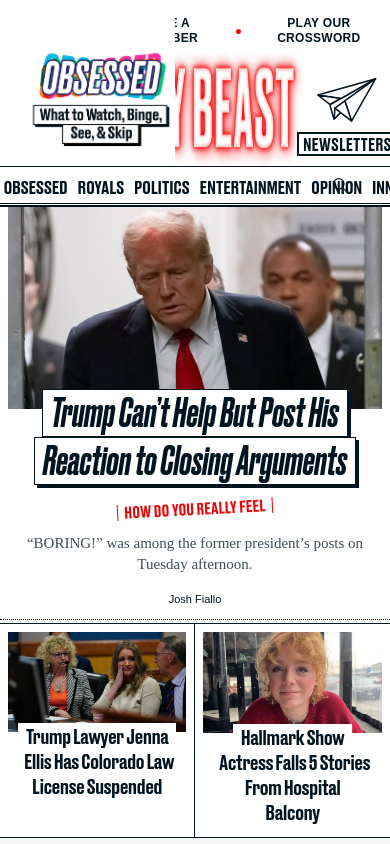 E A
BER
PLAY OUR
CROSSWORD
OBSESSED
What to Watch, Binge,
See, & Skip
Y BEAST
NEWSLETTERS
OBSESSED ROYALS POLITICS ENTERTAINMENT OPINION INN
Trump Can’t Help But Post His
Reaction to Closing Arguments
HOW DO YOU REALLY FEEL
“BORING!” was among the former president’s posts on
Tuesday afternoon.
Josh Fiallo
Trump Lawyer Jenna
Ellis Has Colorado Law
License Suspended
Hallmark Show
Actress Falls 5 Stories
From Hospital
Balcony